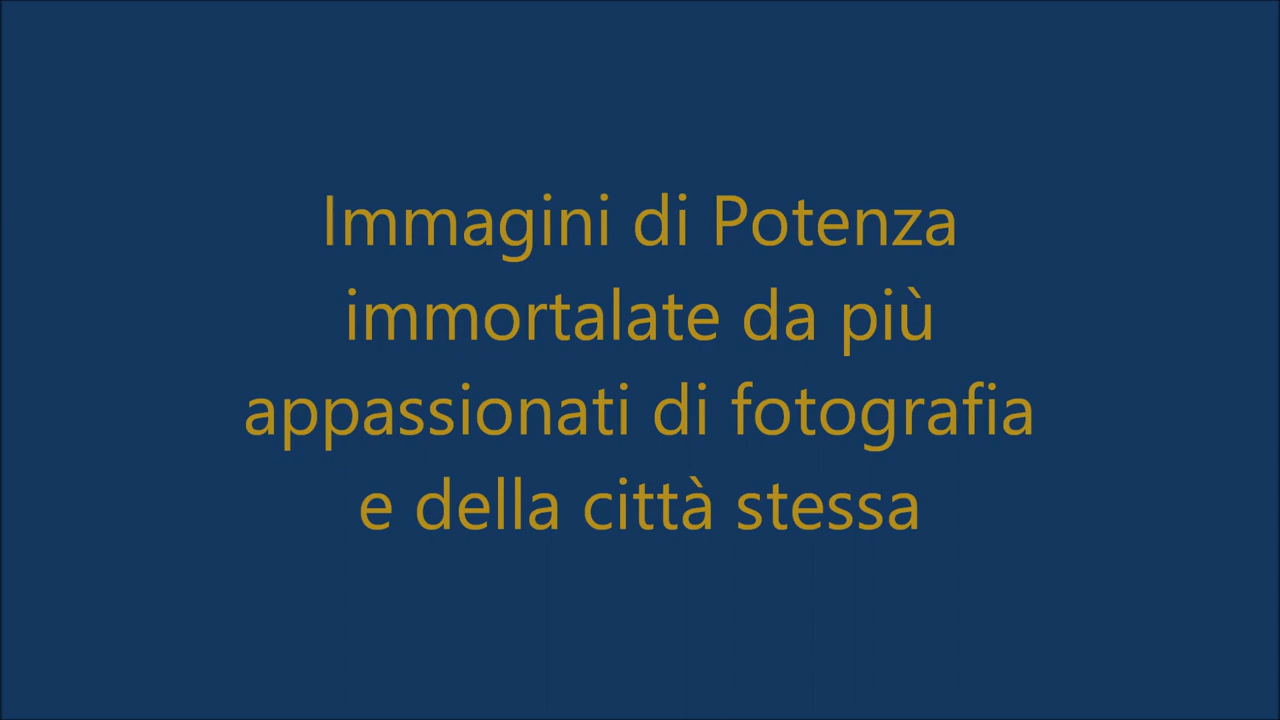 Immagini di Potenza
immortalate da più
appassionati di fotografia
e della città stessa